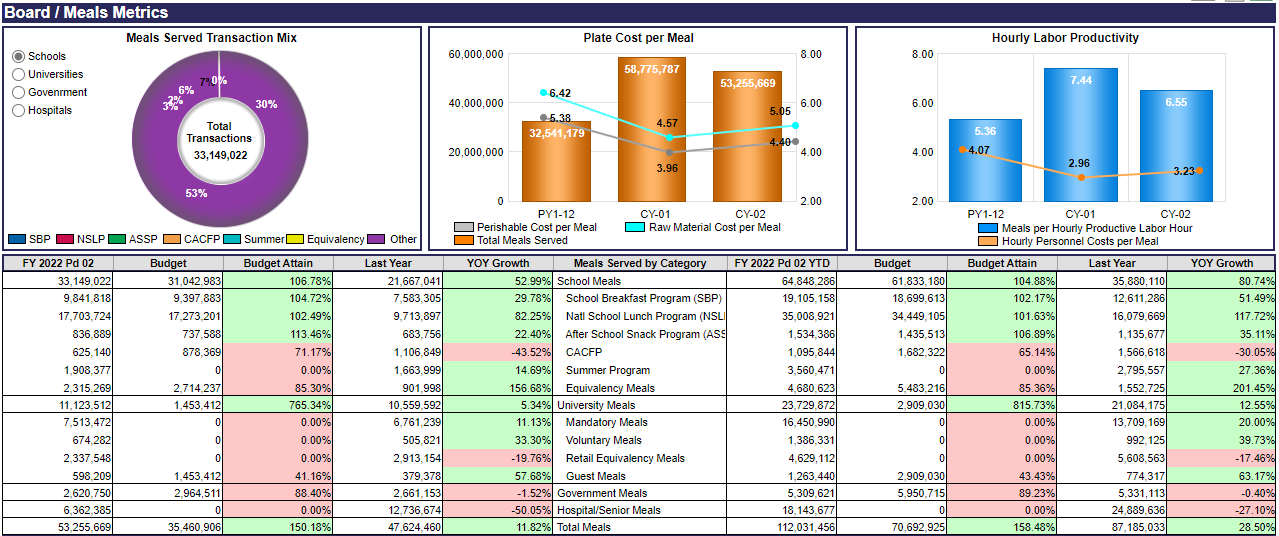 Board / Meals Metrics
Meals Served Transaction Mix
Schools
Universities
Govenrment
Hospitals
7%
0%
6%
2%
3%
30%
53%
Total
Transactions
33,149,022
SBP NSLP ASSP CACFP Summer Equivalency Other
Plate Cost per Meal
60,000,000
40,000,000
20,000,000
0
8.00
6.00
4.00
2.00
58,775,787
53,255,669
32,541,179
6.42
5.38
4.57
3.96
5.05
4.40
PY1-12 CY-01 CY-02
Perishable Cost per Meal Raw Material Cost per Meal
Total Meals Served
Hourly Labor Productivity
8.00
6.00
4.00
2.00
7.44
6.55
5.36
4.07
2.96
3.23
PY1-12 CY-01 CY-02
Meals per Hourly Productive Labor Hour
Hourly Personnel Costs per Meal
FY 2022 Pd 02 Budget Budget Attain Last Year YOY Growth Meals Served by Category FY 2022 Pd 02 YTD Budget Budget Attain Last Year YOY Growth
33,149,022 31,042,983 106.78% 21,667,041 52.99% School Meals 64,848,286 61,833,180 104.88% 35,880,110 80.74%
9,841,818 9,397,883 104.72% 7,583,305 29.78% School Breakfast Program (SBP) 19,105,158 18,699,613 102.17% 12,611,286 51.49%
17,703,724 17,273,201 102.49% 9,713,897 82.25% Natl School Lunch Program (NSLI 35,008,921 34,449,105 101.63% 16,079,669 117.72%
836,889 737,588 113.46% 683,756 22.40% After School Snack Program (ASS 1,534,386 1,435,513 106.89% 1,135,677 35.11%
625,140 878,369 71.17% 1,106,849 -43.52% CACFP 1,095,844 1,682,322 65.14% 1,566,618 -30.05%
1,908,377 0 0.00% 1,663,999 14.69% Summer Program 3,560,471 0 0.00% 2,795,557 27.36%
2,315,269 2,714,237 85.30% 901,998 156.68% Equivalency Meals 4,680,623 5,483,216 85.36% 1,552,725 201.45%
11,123,512 1,453,412 765.34% 10,559,592 5.34% University Meals 23,729,872 2,909,030 815.73% 21,084,175 12.55%
7,513,472 0 0.00% 6,761,239 11.13% Mandatory Meals 16,450,990 0 0.00% 13,709,169 20.00%
674,282 0 0.00% 505,821 33.30% Voluntary Meals 1,386,331 0 0.00% 992,125 39.73%
2,337,548 0 0.00% 2,913,154 -19.76% Retail Equivalency Meals 4,629,112 0 0.00% 5,608,563 -17.46%
598,209 1,453,412 41.16% 379,378 57.68% Guest Meals 1,263,440 2,909,030 43.43% 774,317 63.17%
2,620,750 2,964,511 88.40% 2,661,153 -1.52% Government Meals 5,309,621 5,950,715 89.23% 5,331,113 -0.40%
6,362,385 0 0.00% 12,736,674 -50.05% Hospital/Senior Meals 18,143,677 0 0.00% 24,889,636 -27.10%
53,255,669 35,460,906 150.18% 47,624,460 11.82% Total Meals 112,031,456 70,692,925 158.48% 87,185,033 28.50%